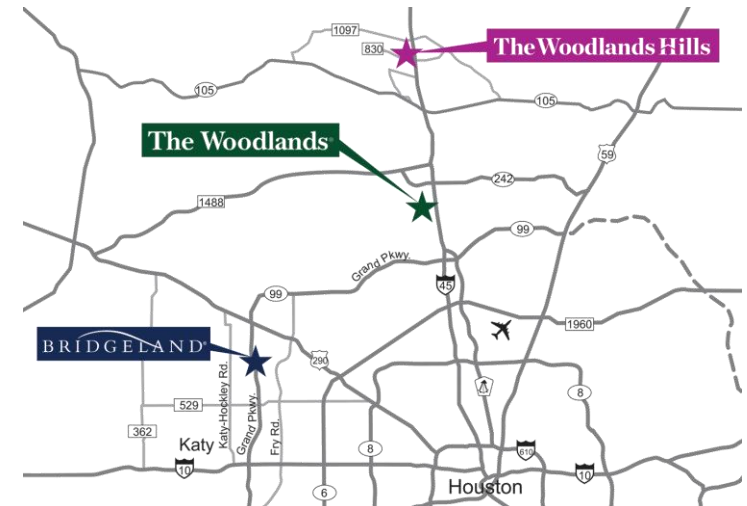 1097
830
The Woodlands Hills
105
105
The Woodlands®
59
242
1488
99
Grand Pkwy.
45
99
1960
BRIDGELAND®
290
Katy-Hockley Rd.
Grand Pkwy.
Fry Rd.
8
529
362
Katy
8
610
10
10
6
Houston